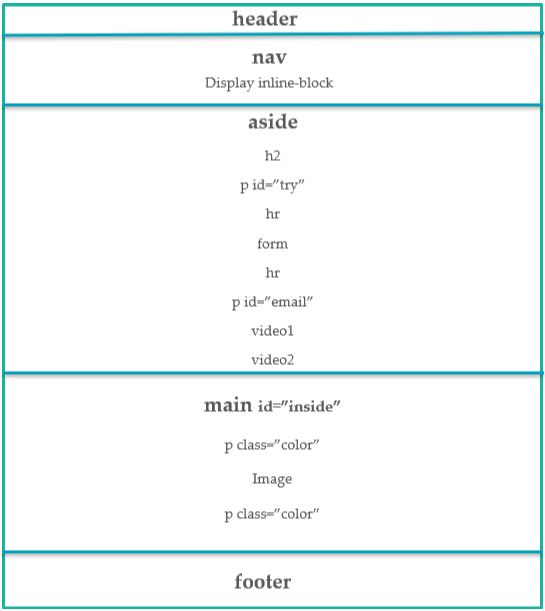 header
nav
Display inline-block
aside
h2
p id=”try”
hr
form
hr
p id=”email”
video1
video2
main id=”inside”
p class=”color”
Image
p class=”color”
footer